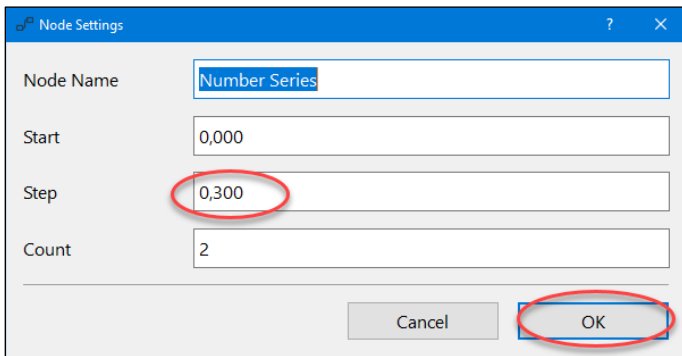 Node Settings
Node Name Number Series
Start 0,000
Step 0,300
Count 2
Cancel OK